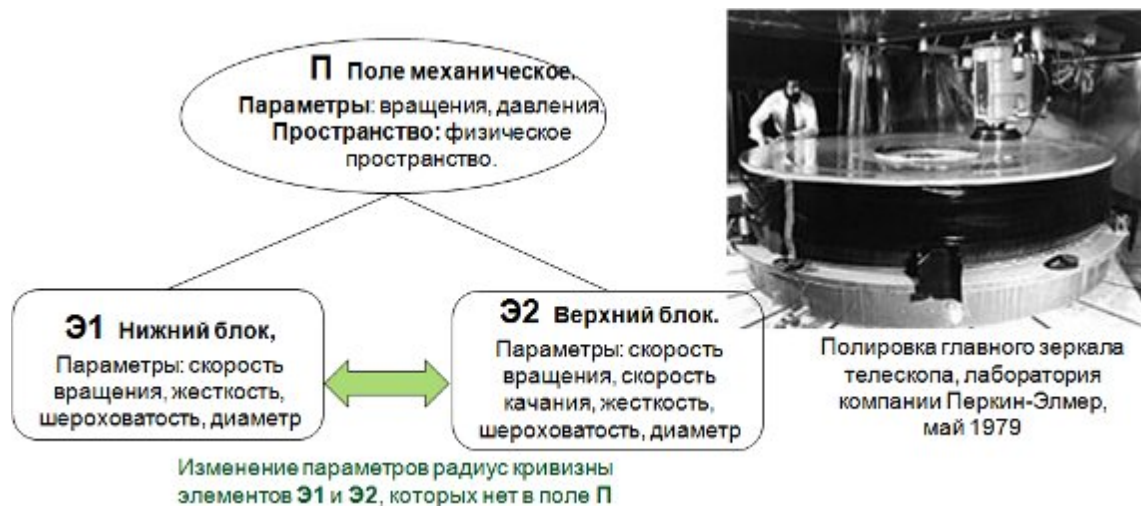 П Поле механическое.
Параметры: вращения, давления.
Пространство: физическое
пространство.
Э1 Нижний блок,
Параметры: скорость
вращения, жесткость,
шероховатость, диаметр
Э2 Верхний блок.
Параметры: скорость
вращения, скорость
качания, жесткость,
шероховатость, диаметр
Полировка главного зеркала
телескопа, лаборатория
компании Перкин-Элмер,
май 1979
Изменение параметров радиус кривизны
элементов Э1 и Э2, которых нет в поле П